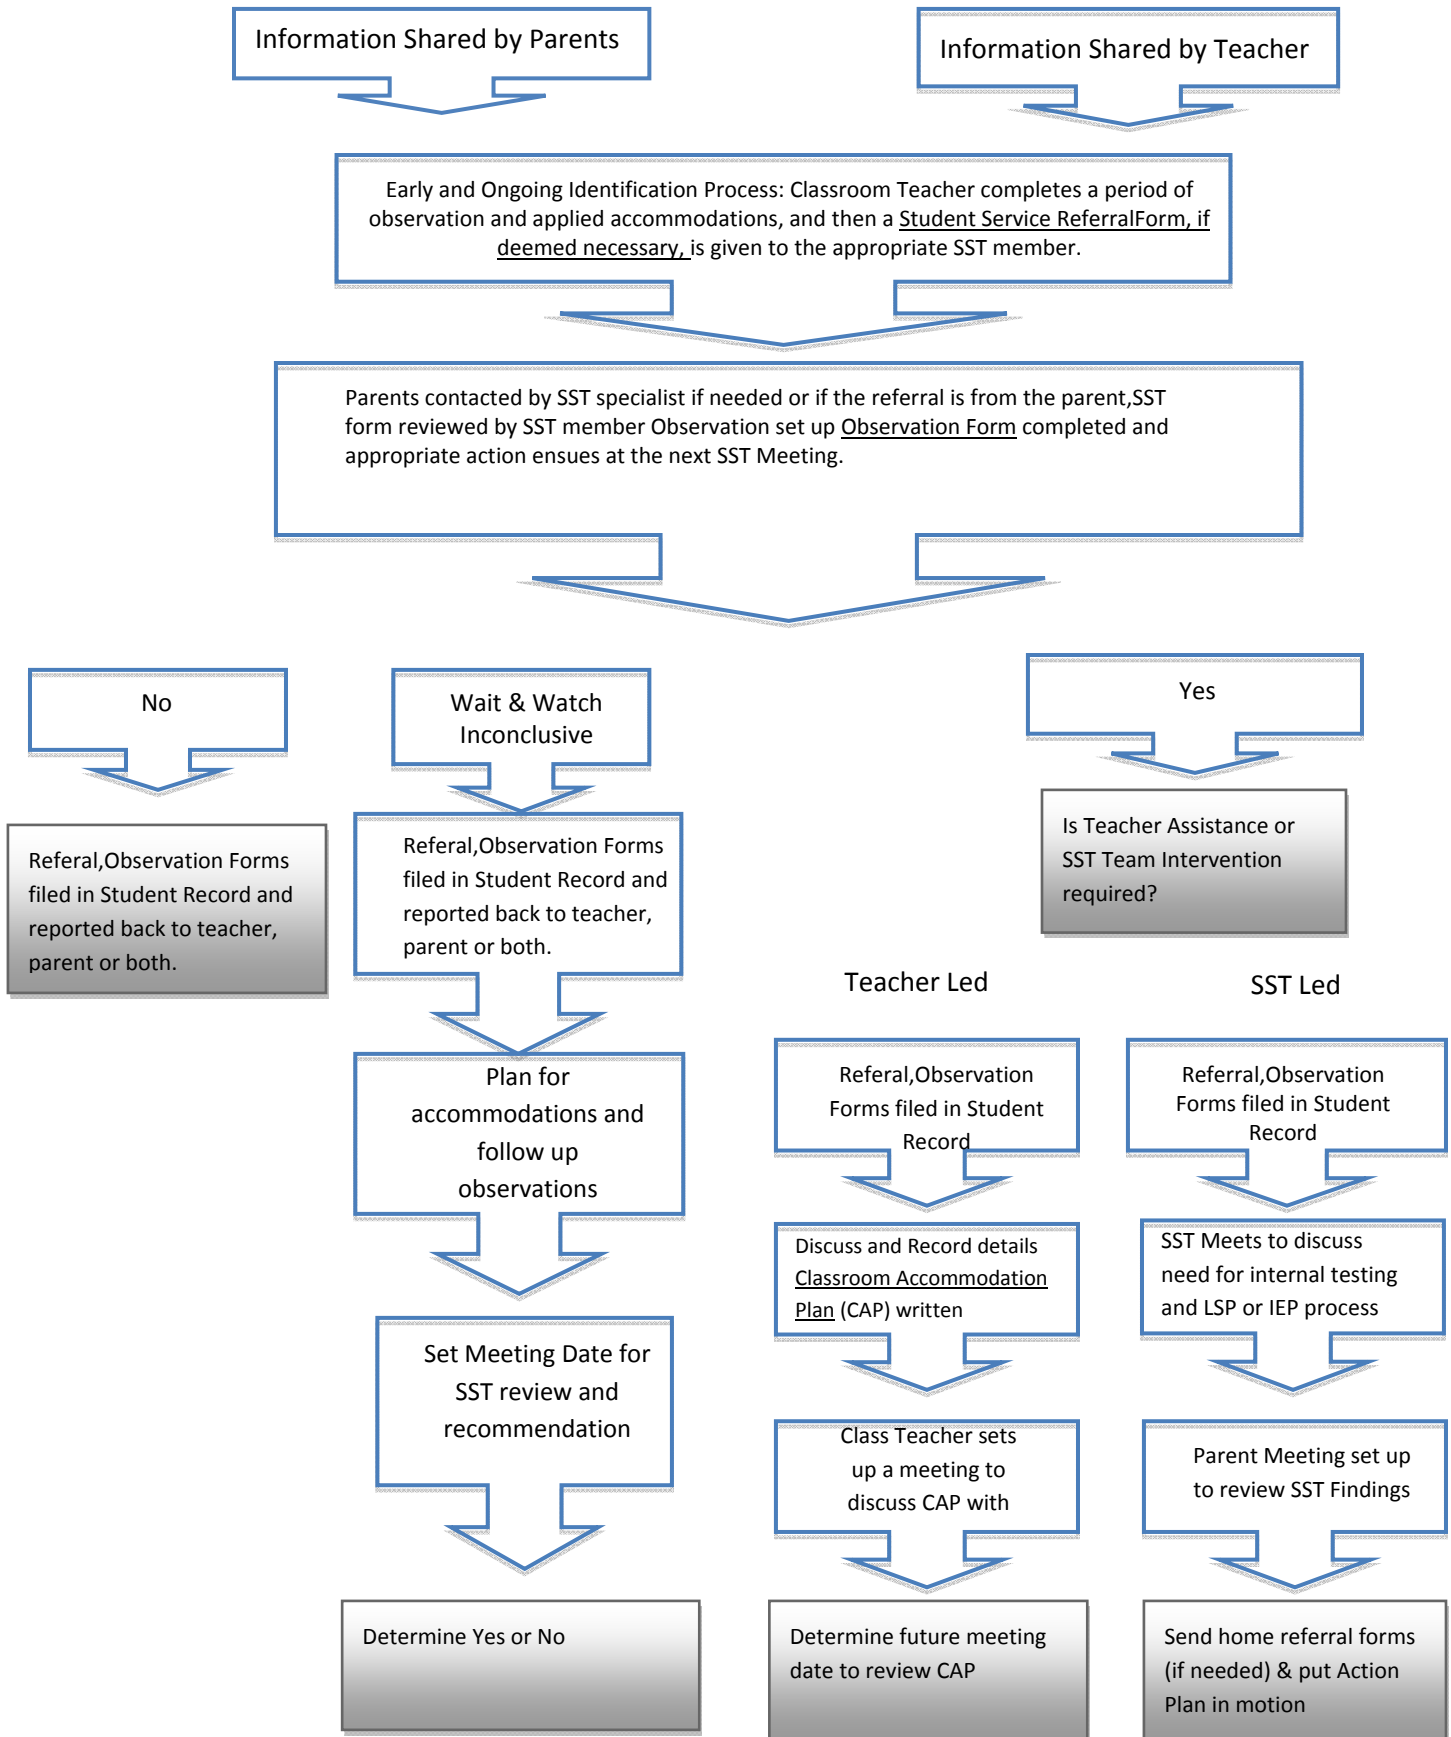 Information Shared by Parents
Information Shared by Teacher
Early and Ongoing Identification Process: Classroom Teacher completes a period of
observation and applied accommodations, and then a Student Service ReferralForm, if
deemed necessary, is given to the appropriate SST member.
Parents contacted by SST specialist if needed or if the referral is from the parent,SST
form reviewed by SST member Observation set up Observation Form completed and
appropriate action ensues at the next SST Meeting.
No
Referal,Observation Forms
filed in Student Record and
reported back to teacher,
parent or both.
Wait & Watch
Inconclusive
Referal,Observation Forms
filed in Student Record and
reported back to teacher,
parent or both.
Plan for
accommodations and
follow up
observations
Set Meeting Date for
SST review and
recommendation
Determine Yes or No
Yes
Is Teacher Assistance or
SST Team Intervention
required?
Teacher Led
Referal,Observation
Forms filed in Student
Record
Discuss and Record details
Classroom Accommodation
Plan (CAP) written
Class Teacher sets
up a meeting to
discuss CAP with
Determine future meeting
date to review CAP
SST Led
Referral,Observation
Forms filed in Student
Record
SST Meets to discuss
need for internal testing
and LSP or IEP process
Parent Meeting set up
to review SST Findings
Send home referral forms
(if needed) & put Action
Plan in motion